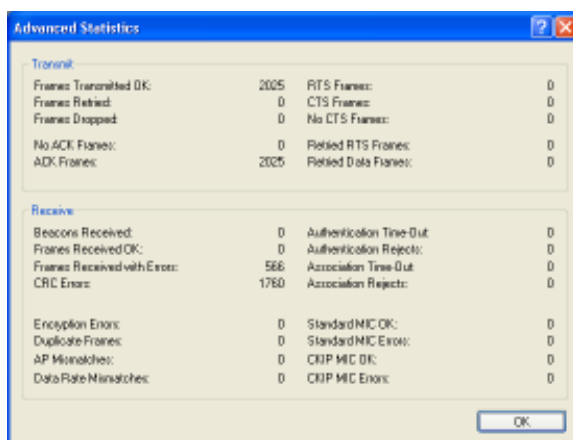 Advanced Statistics
Transmit
Frames Transmitted OK: 2025 RTS Frames: 0
Frames Retried: 0 CTS Frames: 0
Frames Dropped: 0 No CTS Frames: 0
No ACK Frames: 0 Retried RTS Frames: 0
ACK Frames: 2025 Retried Data Frames: 0
Receive
Beacons Received: 0 Authentication Time-Out 0
Frames Received OK: 0 Authentication Rejects: 0
Frames Received with Errors: 566 Association Time-Out 0
CRC Errors: 1760 Association Rejects: 0
Encryption Errors: 0 Standard MIC OK: 0
Duplicate Frames: 0 Standard MIC Errors: 0
AP Mismatches: 0 CKIP MIC OK: 0
Data Rate Mismatches: 0 CKIP MIC Errors: 0
OK